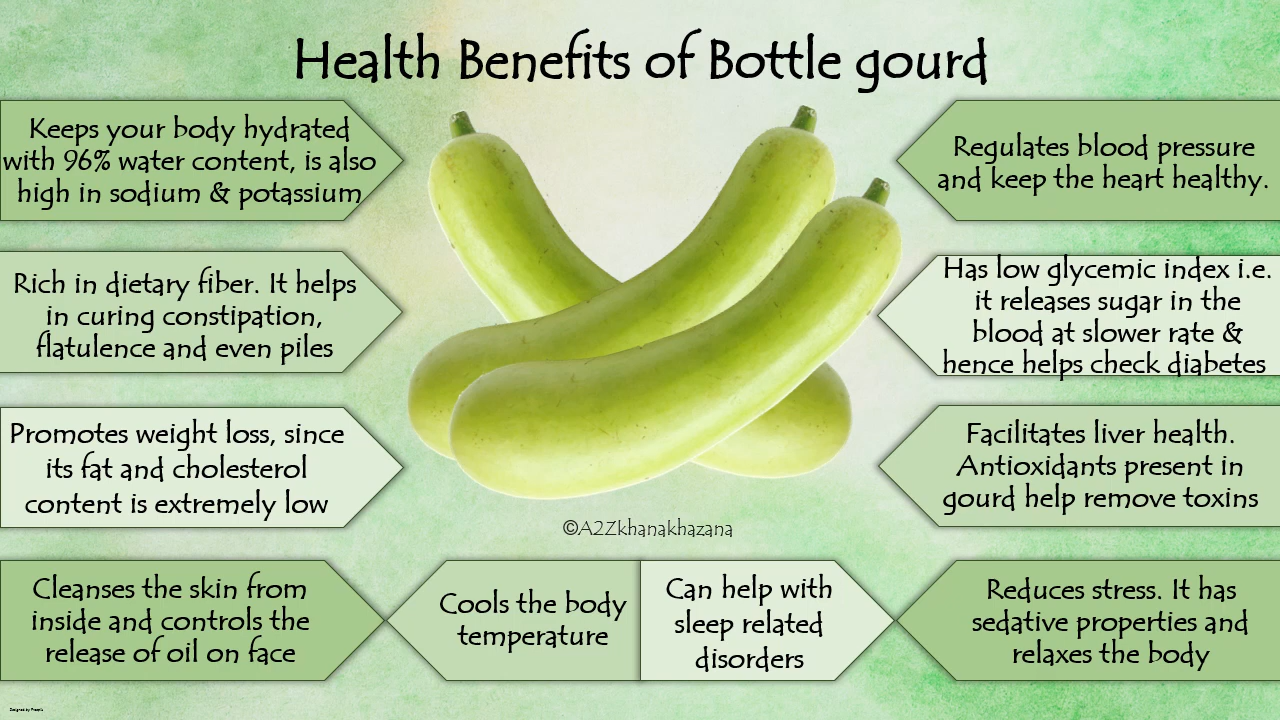 Health Benefits of Bottle gourd
Keeps your body hydrated
with 96% water content, is also
high in sodium & potassium
Rich in dietary fiber. It helps
in curing constipation,
flatulence and even piles
Promotes weight loss, since
its fat and cholesterol
content is extremely low
Cleanses the skin from
inside and controls the
release of oil on face
Cools the body
temperature
Can help with
sleep related
disorders
Regulates blood pressure
and keep the heart healthy.
Has low glycemic index i.e.
it releases sugar in the
blood at slower rate &
hence helps check diabetes
Facilitates liver health.
Antioxidants present in
gourd help remove toxins
Reduces stress. It has
sedative properties and
relaxes the body
©A2Zkhanakhazana
Designed by Freepik